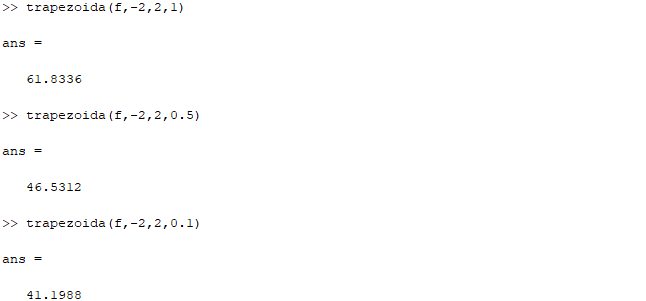 >> trapezoida(f,-2,2,1)
ans =
61.8336
>> trapezoida(f,-2,2,0.5)
ans =
46.5312
>> trapezoida(f,-2,2,0.1)
ans =
41.1988